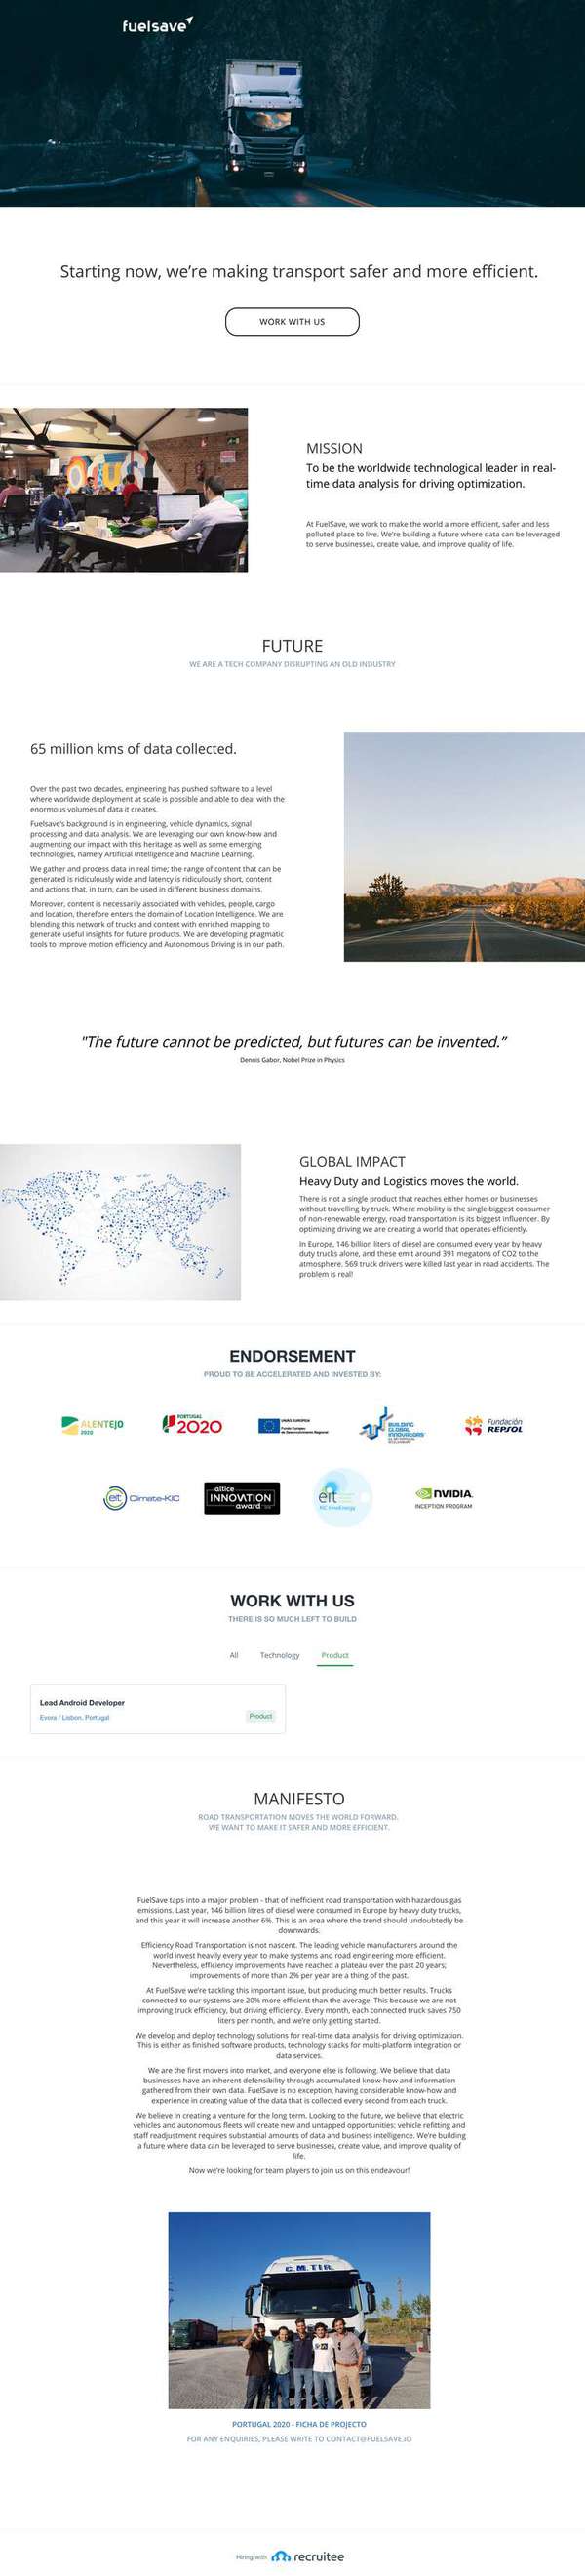 fuelsave
Starting now, we're making transport safer and more efficient.
WORK WITH US
MISSION
To be the worldwide technological leader in real-
time data analysis for driving optimization.
At FuelSave, we work to make the world a more efficient, safer and less
polluted place to live. We're building a future where data can be leveraged
to serve businesses, create value, and improve quality of life.
FUTURE
WE ARE A TECH COMPANY DISRUPTING AN OLD INDUSTRY
65 million kms of data collected.
Over the past two decades, engineering has pushed software to a level
where worldwide deployment at scale is possible and able to deal with the
enormous volumes of data it creates.
Fuelsave's background is in engineering, vehicle dynamics, signal
processing and data analysis. We are leveraging our own know-how and
augmenting our impact with this heritage as well as some emerging
technologies, namely Artificial Intelligence and Machine Learning.
We gather and process data in real time; the range of content that can be
generated is ridiculously wide and latency is ridiculously short, content
and actions that, in turn, can be used in different business domains.
Moreover, content is necessarily associated with vehicles, people, cargo
and location, therefore enters the domain of Location Intelligence. We are
blending this network of trucks and content with enriched mapping to
generate useful insights for future products. We are developing pragmatic
tools to improve motion efficiency and Autonomous Driving is in our path.
"The future cannot be predicted, but futures can be invented.”
Dennis Gabor, Nobel Prize in Physics
GLOBAL IMPACT
Heavy Duty and Logistics moves the world.
There is not a single product that reaches either homes or businesses
without travelling by truck. Where mobility is the single biggest consumer
of non-renewable energy, road transportation is its biggest influencer. By
optimizing driving we are creating a world that operates efficiently.
In Europe, 146 billion liters of diesel are consumed every year by heavy
duty trucks alone, and these emit around 391 megatons of CO2 to the
atmosphere. 569 truck drivers were killed last year in road accidents. The
problem is real!
ENDORSEMENT
PROUD TO BE ACCELERATED AND INVESTED BY:
ALENTEJO
2020
PORTUGAL
2020
UNIÃO EUROPEIA
Fundo Europeu
de Desenvolvimento Regional
BUILDING
GLOBAL
INNOVATORS
Fundación
REPSOL
eit Climate-KIC
altice
INNOVATION
award
eit
KIC InnoEnergy
NVIDIA.
INCEPTION PROGRAM
WORK WITH US
THERE IS SO MUCH LEFT TO BUILD
All Technology Product
Lead Android Developer
Evora / Lisbon, Portugal
Product
MANIFESTO
ROAD TRANSPORTATION MOVES THE WORLD FORWARD.
WE WANT TO MAKE IT SAFER AND MORE EFFICIENT.
FuelSave taps into a major problem - that of inefficient road transportation with hazardous gas
emissions. Last year, 146 billion litres of diesel were consumed in Europe by heavy duty trucks,
and this year it will increase another 6%. This is an area where the trend should undoubtedly be
downwards.
Efficiency Road Transportation is not nascent. The leading vehicle manufacturers around the
world invest heavily every year to make systems and road engineering more efficient.
Nevertheless, efficiency improvements have reached a plateau over the past 20 years;
improvements of more than 2% per year are a thing of the past.
At FuelSave we're tackling this important issue, but producing much better results. Trucks
connected to our systems are 20% more efficient than the average. This because we are not
improving truck efficiency, but driving efficiency. Every month, each connected truck saves 750
liters per month, and we're only getting started.
We develop and deploy technology solutions for real-time data analysis for driving optimization.
This is either as finished software products, technology stacks for multi-platform integration or
data services.
We are the first movers into market, and everyone else is following. We believe that data
businesses have an inherent defensibility through accumulated know-how and information
gathered from their own data. FuelSave is no exception, having considerable know-how and
experience in creating value of the data that is collected every second from each truck.
We believe in creating a venture for the long term. Looking to the future, we believe that electric
vehicles and autonomous fleets will create new and untapped opportunities; vehicle refitting and
staff readjustment requires substantial amounts of data and business intelligence. We're building
a future where data can be leveraged to serve businesses, create value, and improve quality of
life.
Now we're looking for team players to join us on this endeavour!
C.M.TIR.
PORTUGAL 2020 - FICHA DE PROJECTO
FOR ANY ENQUIRIES, PLEASE WRITE TO CONTACT@FUELSAVE.IO
Hiring with recruitee